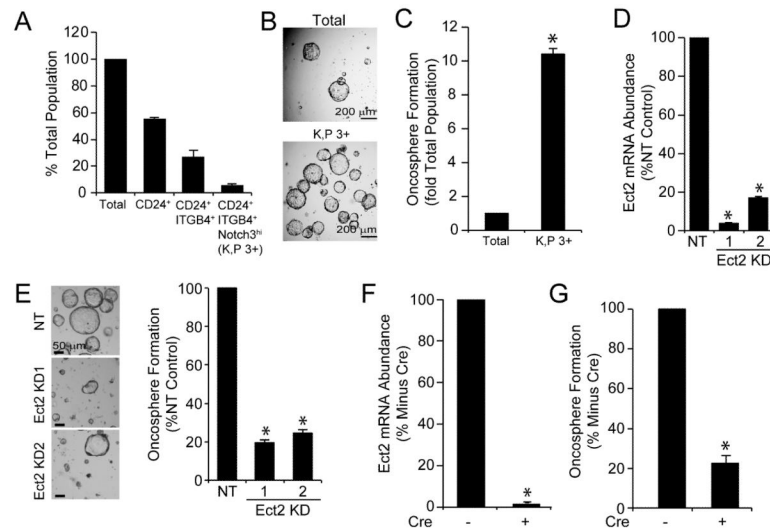 A
% Total Population
120
100
80
60
40
20
0
Total
CD24⁺
CD24⁺
ITGB4⁺
CD24⁺
ITGB4⁺
Notch3ʰⁱ
(K,P 3+)
B
Total
200 µm
K,P 3+
200 µm
C
Oncosphere Formation
(fold Total Population)
12
10
8
6
4
2
0
*
Total
K,P 3+
D
Ect2 mRNA Abundance
(%NT Control)
100
80
60
40
20
0
*
*
NT
1
2
Ect2 KD
E
NT
50 µm
Ect2 KD1
Ect2 KD2
Oncosphere Formation
(%NT Control)
100
80
60
40
20
0
*
*
NT
1
2
Ect2 KD
F
Ect2 mRNA Abundance
(% Minus Cre)
100
80
60
40
20
0
*
Cre - +
G
Oncosphere Formation
(% Minus Cre)
100
80
60
40
20
0
*
Cre - +